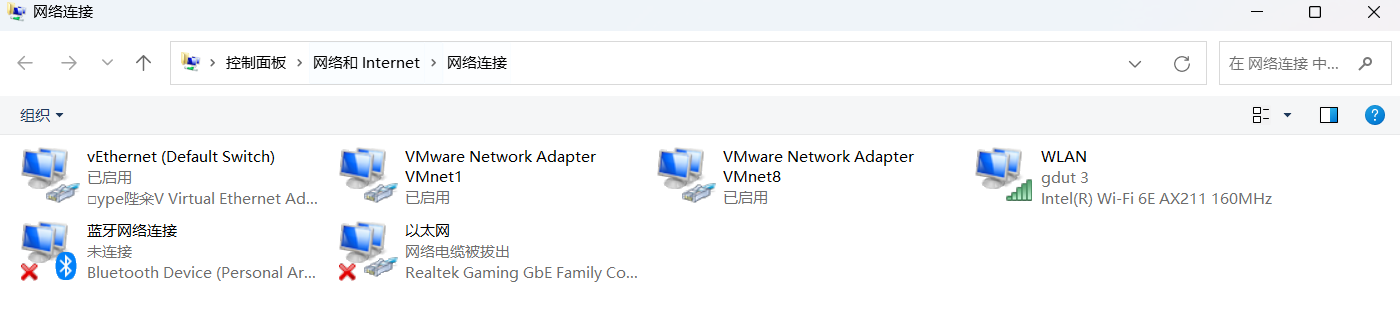 网络连接
控制面板 › 网络和 Internet › 网络连接
在 网络连接 中...
组织
vEthernet (Default Switch)
已启用
□ype陛籴V Virtual Ethernet Ad...
VMware Network Adapter
VMnet1
已启用
VMware Network Adapter
VMnet8
已启用
WLAN
gdut 3
Intel(R) Wi-Fi 6E AX211 160MHz
蓝牙网络连接
未连接
Bluetooth Device (Personal Ar...
以太网
网络电缆被拔出
Realtek Gaming GbE Family Co...